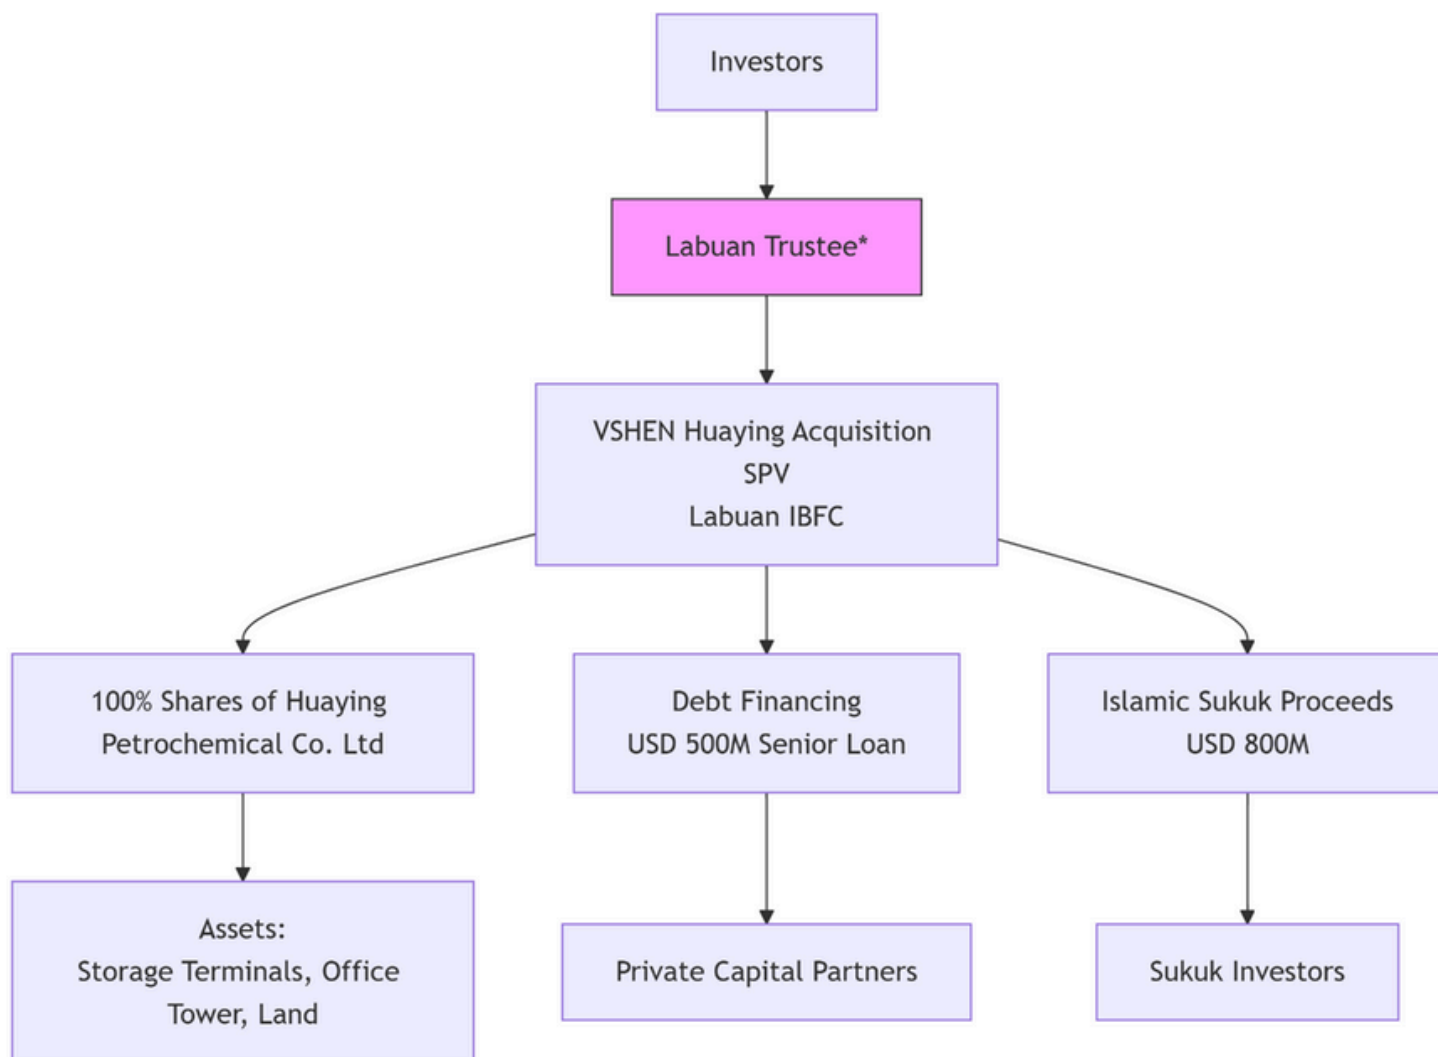 Investors
Labuan Trustee*
VSHEN Huaying Acquisition
SPV
Labuan IBFC
100% Shares of Huaying
Petrochemical Co. Ltd
Debt Financing
USD 500M Senior Loan
Islamic Sukuk Proceeds
USD 800M
Assets:
Storage Terminals, Office
Tower, Land
Private Capital Partners
Sukuk Investors